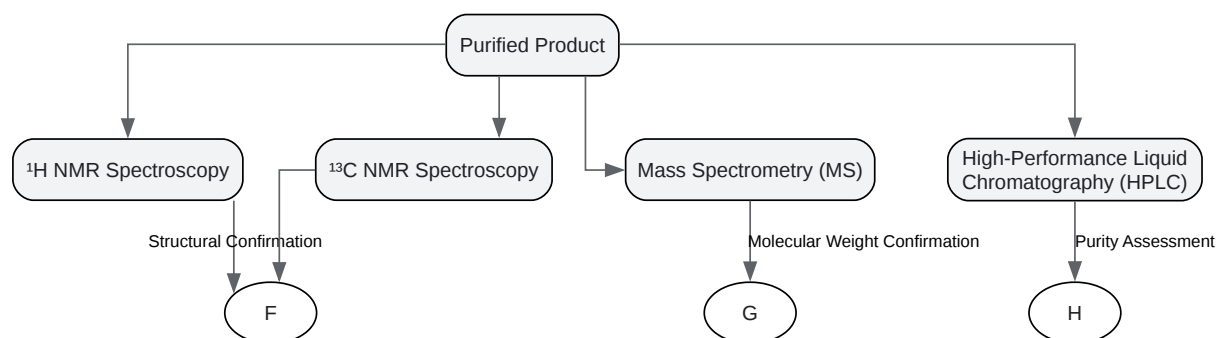 Purified Product
¹H NMR Spectroscopy
¹³C NMR Spectroscopy
Mass Spectrometry (MS)
High-Performance Liquid
Chromatography (HPLC)
Structural Confirmation
Molecular Weight Confirmation
Purity Assessment
F
G
H